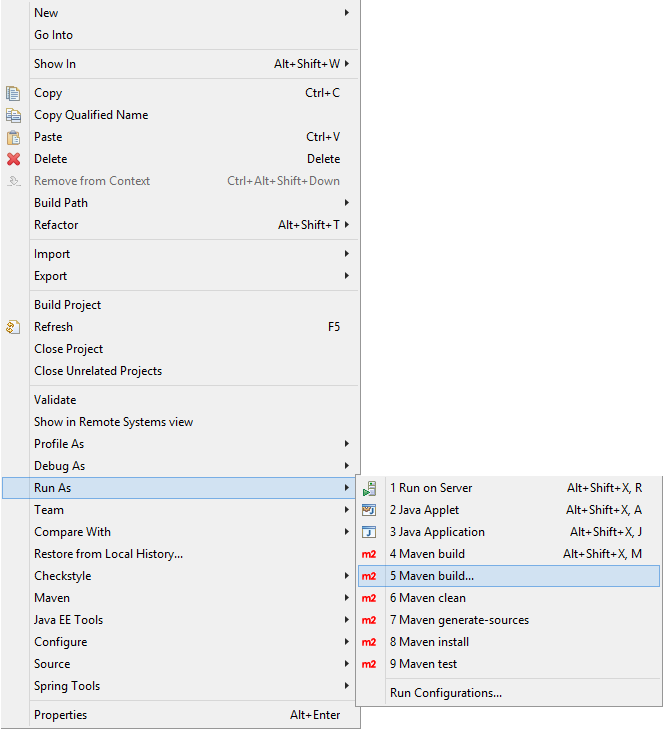 New
Go Into
Show In Alt+Shift+W
Copy Ctrl+C
Copy Qualified Name
Paste Ctrl+V
Delete Delete
Remove from Context Ctrl+Alt+Shift+Down
Build Path
Refactor Alt+Shift+T
Import
Export
Build Project
Refresh F5
Close Project
Close Unrelated Projects
Validate
Show in Remote Systems view
Profile As
Debug As
Run As
Team
Compare With
Restore from Local History...
Checkstyle
Maven
Java EE Tools
Configure
Source
Spring Tools
Properties Alt+Enter
1 Run on Server Alt+Shift+X, R
2 Java Applet Alt+Shift+X, A
3 Java Application Alt+Shift+X, J
m2 4 Maven build Alt+Shift+X, M
m2 5 Maven build...
m2 6 Maven clean
m2 7 Maven generate-sources
m2 8 Maven install
m2 9 Maven test
Run Configurations...